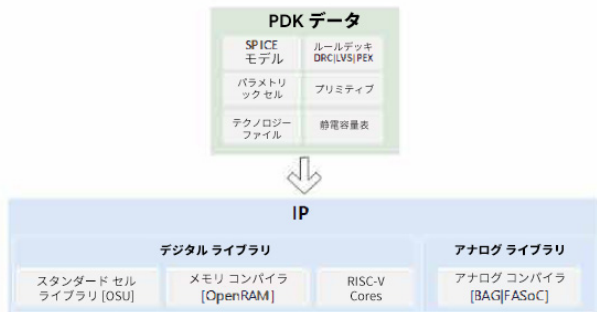 PDK データ
SPICE
モデル
ルールデッキ
DRC|LVS|PEX
パラメトリ
ック セル
プリミティブ
テクノロジー
ファイル
静電容量表
IP
デジタル ライブラリ
アナログ ライブラリ
スタンダード セル
ライブラリ [OSU]
メモリ コンパイラ
[OpenRAM]
RISC-V
Cores
アナログ コンパイラ
[BAG|FASoC]